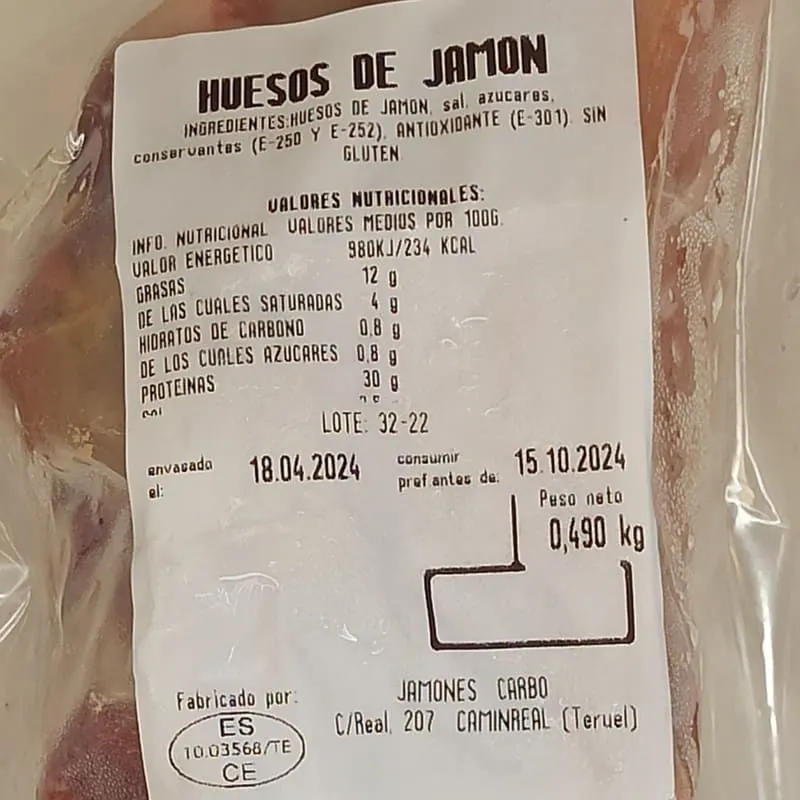 HUESOS DE JAMON
INGREDIENTES:HUESOS DE JAMON, sal, azucares,
conservantes (E-250 Y E-252), ANTIOXIDANTE (E-301). SIN
GLUTEN
VALORES NUTRICIONALES:
INFO. NUTRICIONAL VALORES MEDIOS POR 100G.
VALOR ENERGETICO 980KJ/234 KCAL
GRASAS 12 g
DE LAS CUALES SATURADAS 4 g
HIDRATOS DE CARBONO 0,8 g
DE LOS CUALES AZUCARES 0,8 g
PROTEINAS 30 g
LOTE: 32-22
envasado el: 18.04.2024 consumir pref antes de: 15.10.2024
Peso neto
0,490 kg
Fabricado por:
ES
10.03568/TE
CE
JAMONES CARBO
C/Real, 207 CAMINREAL (Teruel)